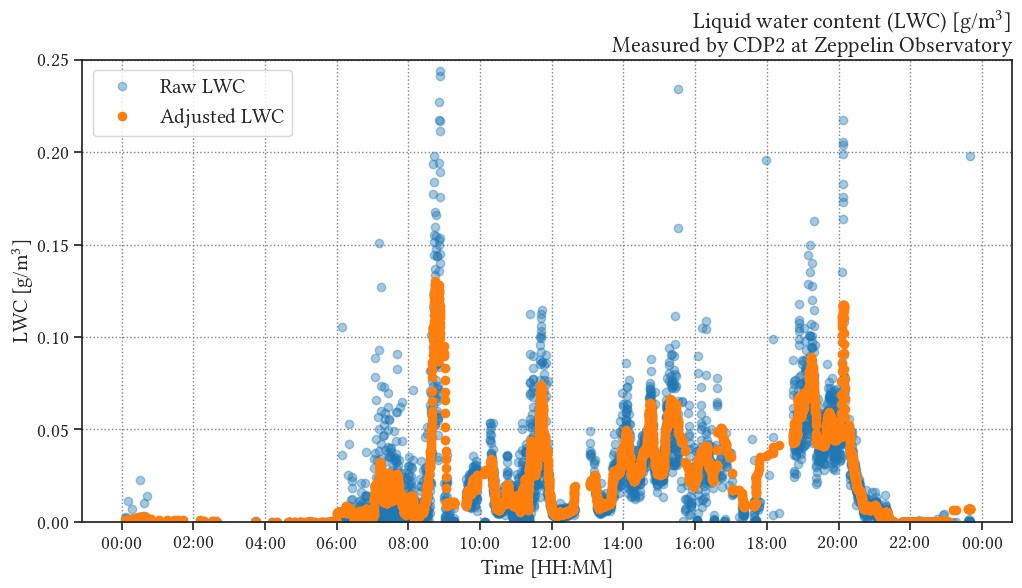 Liquid water content (LWC) [g/m³]
Measured by CDP2 at Zeppelin Observatory
Raw LWC
Adjusted LWC
LWC [g/m³]
0.25
0.20
0.15
0.10
0.05
0.00
00:00 02:00 04:00 06:00 08:00 10:00 12:00 14:00 16:00 18:00 20:00 22:00 00:00
Time [HH:MM]